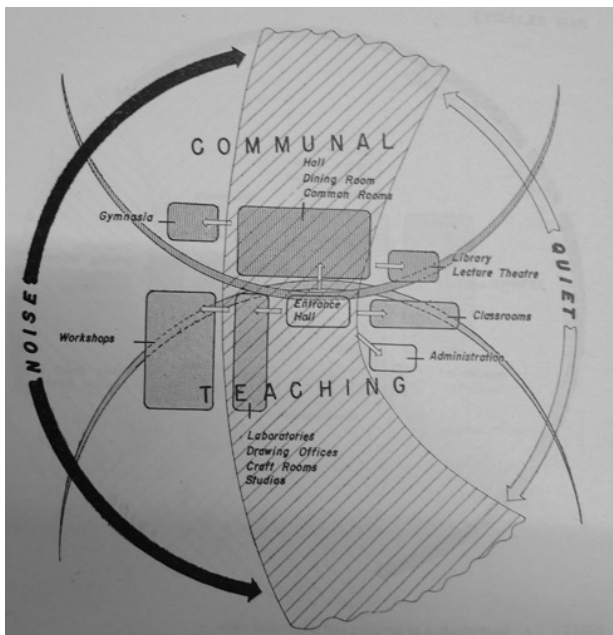 COMMUNAL
Hall
Dining Room
Common Rooms
Gymnasia
Library
Lecture Theatre
QUIET
NOISE
Entrance
Hall
Classrooms
Workshops
Administration
TEACHING
Laboratories
Drawing Offices
Craft Rooms
Studios